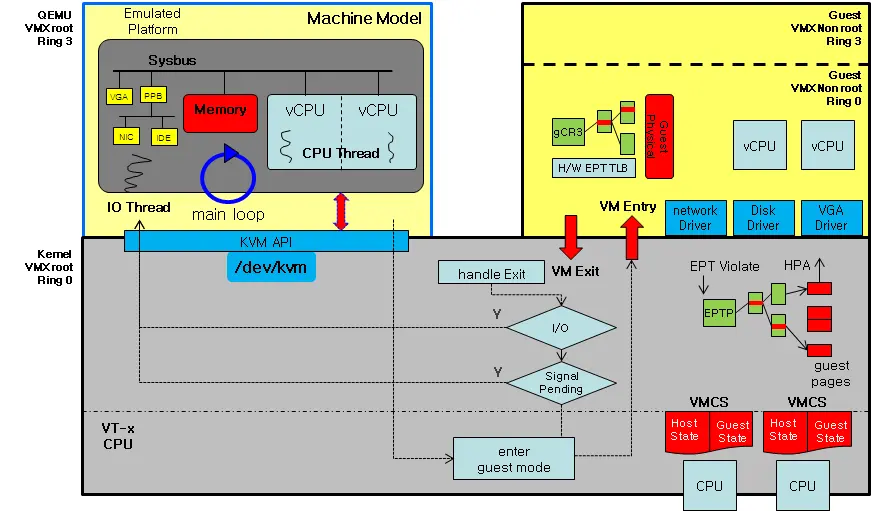 QEMU
VMXroot
Ring 3
Emulated
Platform
Machine Model
Sysbus
VGA
PPB
NIC
IDE
Memory
vCPU
vCPU
CPU Thread
IO Thread
main loop
Guest
VMXNonroot
Ring 3
Guest
VMXNonroot
Ring 0
gCR3
Guest
Physical
H/W EPT TLB
vCPU
vCPU
VM Entry
network
Driver
Disk
Driver
VGA
Driver
Kernel
VMXroot
Ring 0
KVM API
/dev/kvm
handle Exit
VM Exit
Y
I/O
Y
Signal
Pending
EPT Violate
HPA
EPTP
guest
pages
VT-x
CPU
enter
guest mode
VMCS
VMCS
Host
State
Guest
State
Host
State
Guest
State
CPU
CPU